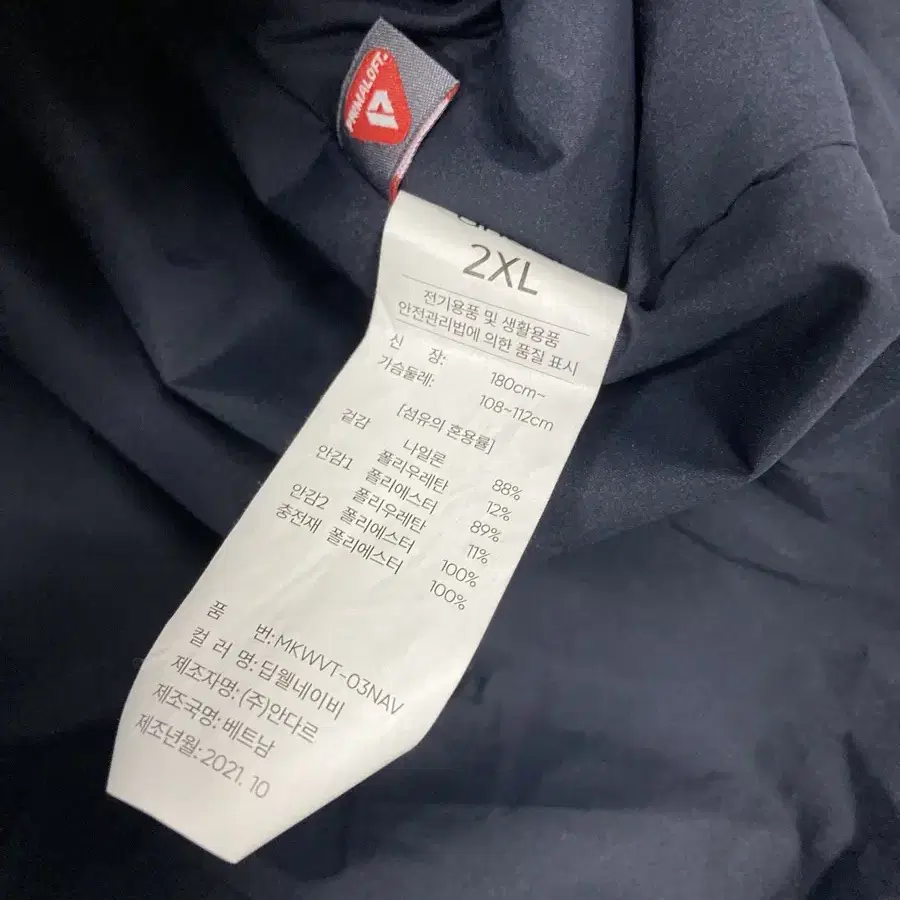 PRIMALOFT
2XL
전기용품 및 생활용품
안전관리법에 의한 품질 표시
신 장: 180cm~
가슴둘레: 108~112cm
[섬유의 혼용률]
겉감 나일론 88%
폴리우레탄 12%
안감1 폴리에스터 89%
폴리우레탄 11%
안감2 폴리에스터 100%
충전재 폴리에스터 100%
품 번: MKWVT-03NAV
컬 러 명: 딥웰네이비
제조자명: (주)안다르
제조국명: 베트남
제조년월: 2021. 10